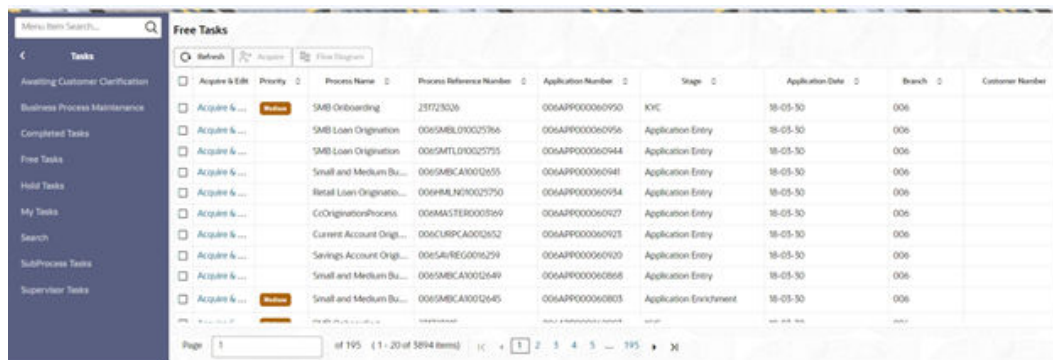 Menu Item Search...
Free Tasks
Tasks
Refresh Acquire Flow Diagram
Awaiting Customer Clarification
Business Process Maintenance
Completed Tasks
Free Tasks
Hold Tasks
My Tasks
Search
SubProcess Tasks
Supervisor Tasks
Acquire & Edit Priority Process Name Process Reference Number Application Number Stage Application Date Branch Customer Number
Acquire & ... Medium SMB Onboarding 231723026 006APP000060950 KYC 18-03-30 006
Acquire & ... SMB Loan Origination 006SMBL010025766 006APP000060956 Application Entry 18-03-30 006
Acquire & ... SMB Loan Origination 006SMTL010025755 006APP000060944 Application Entry 18-03-30 006
Acquire & ... Small and Medium Bu... 006SMBCA10012655 006APP000060941 Application Entry 18-03-30 006
Acquire & ... Retail Loan Originatio... 006HMLN010025750 006APP000060934 Application Entry 18-03-30 006
Acquire & ... CcOriginationProcess 006MASTER0003169 006APP000060927 Application Entry 18-03-30 006
Acquire & ... Current Account Origi... 006CURPCA0012652 006APP000060923 Application Entry 18-03-30 006
Acquire & ... Savings Account Origi... 006SAVREG0016259 006APP000060920 Application Entry 18-03-30 006
Acquire & ... Small and Medium Bu... 006SMBCA10012649 006APP000060868 Application Entry 18-03-30 006
Acquire & ... Medium Small and Medium Bu... 006SMBCA10012645 006APP000060803 Application Enrichment 18-03-30 006
Page 1 of 195 (1 - 20 of 3894 items) 1 2 3 4 5 ... 195